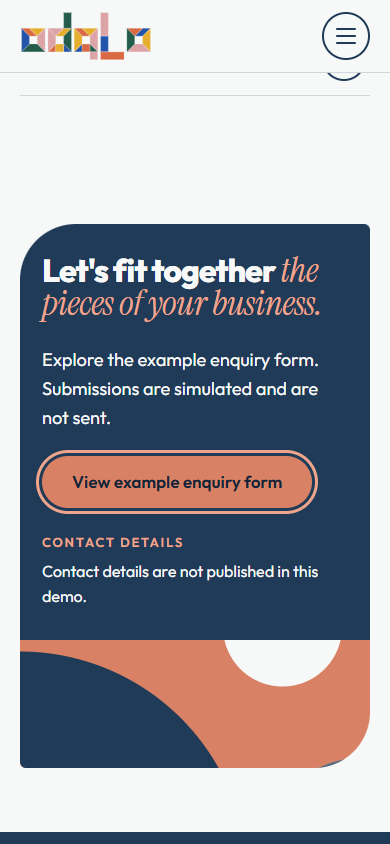 adalo
Let's fit together the
pieces of your business.
Explore the example enquiry form.
Submissions are simulated and are
not sent.
View example enquiry form
CONTACT DETAILS
Contact details are not published in this
demo.